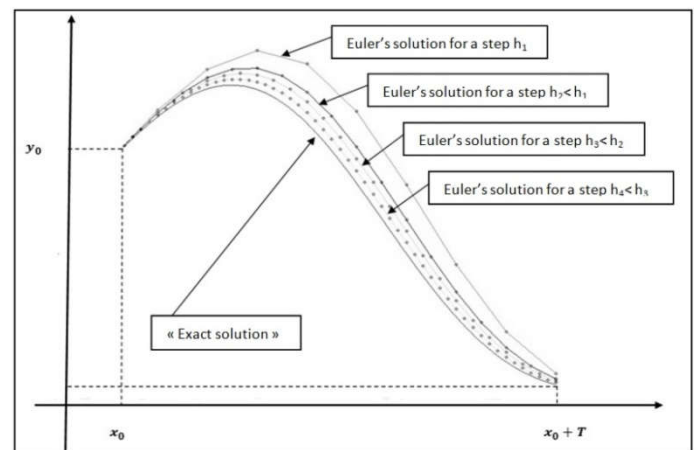 Euler's solution for a step h₁
Euler's solution for a step h₂<h₁
y₀
Euler's solution for a step h₃<h₂
Euler's solution for a step h₄<h₃
« Exact solution »
x₀
x₀ + T